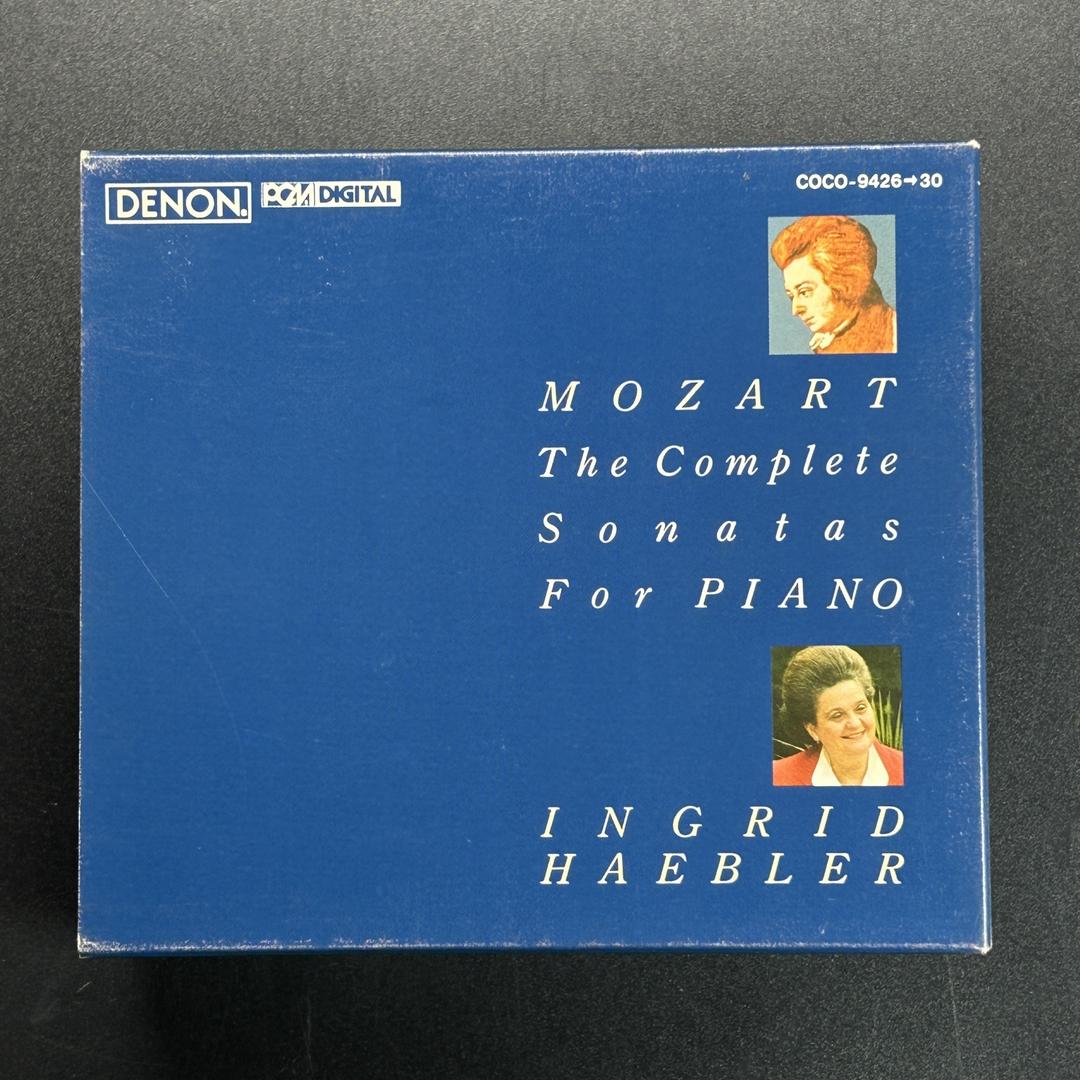 DENON. PCM DIGITAL
COCO-9426→30
MOZART
The Complete
Sonatas
For PIANO
INGRID
HAEBLER